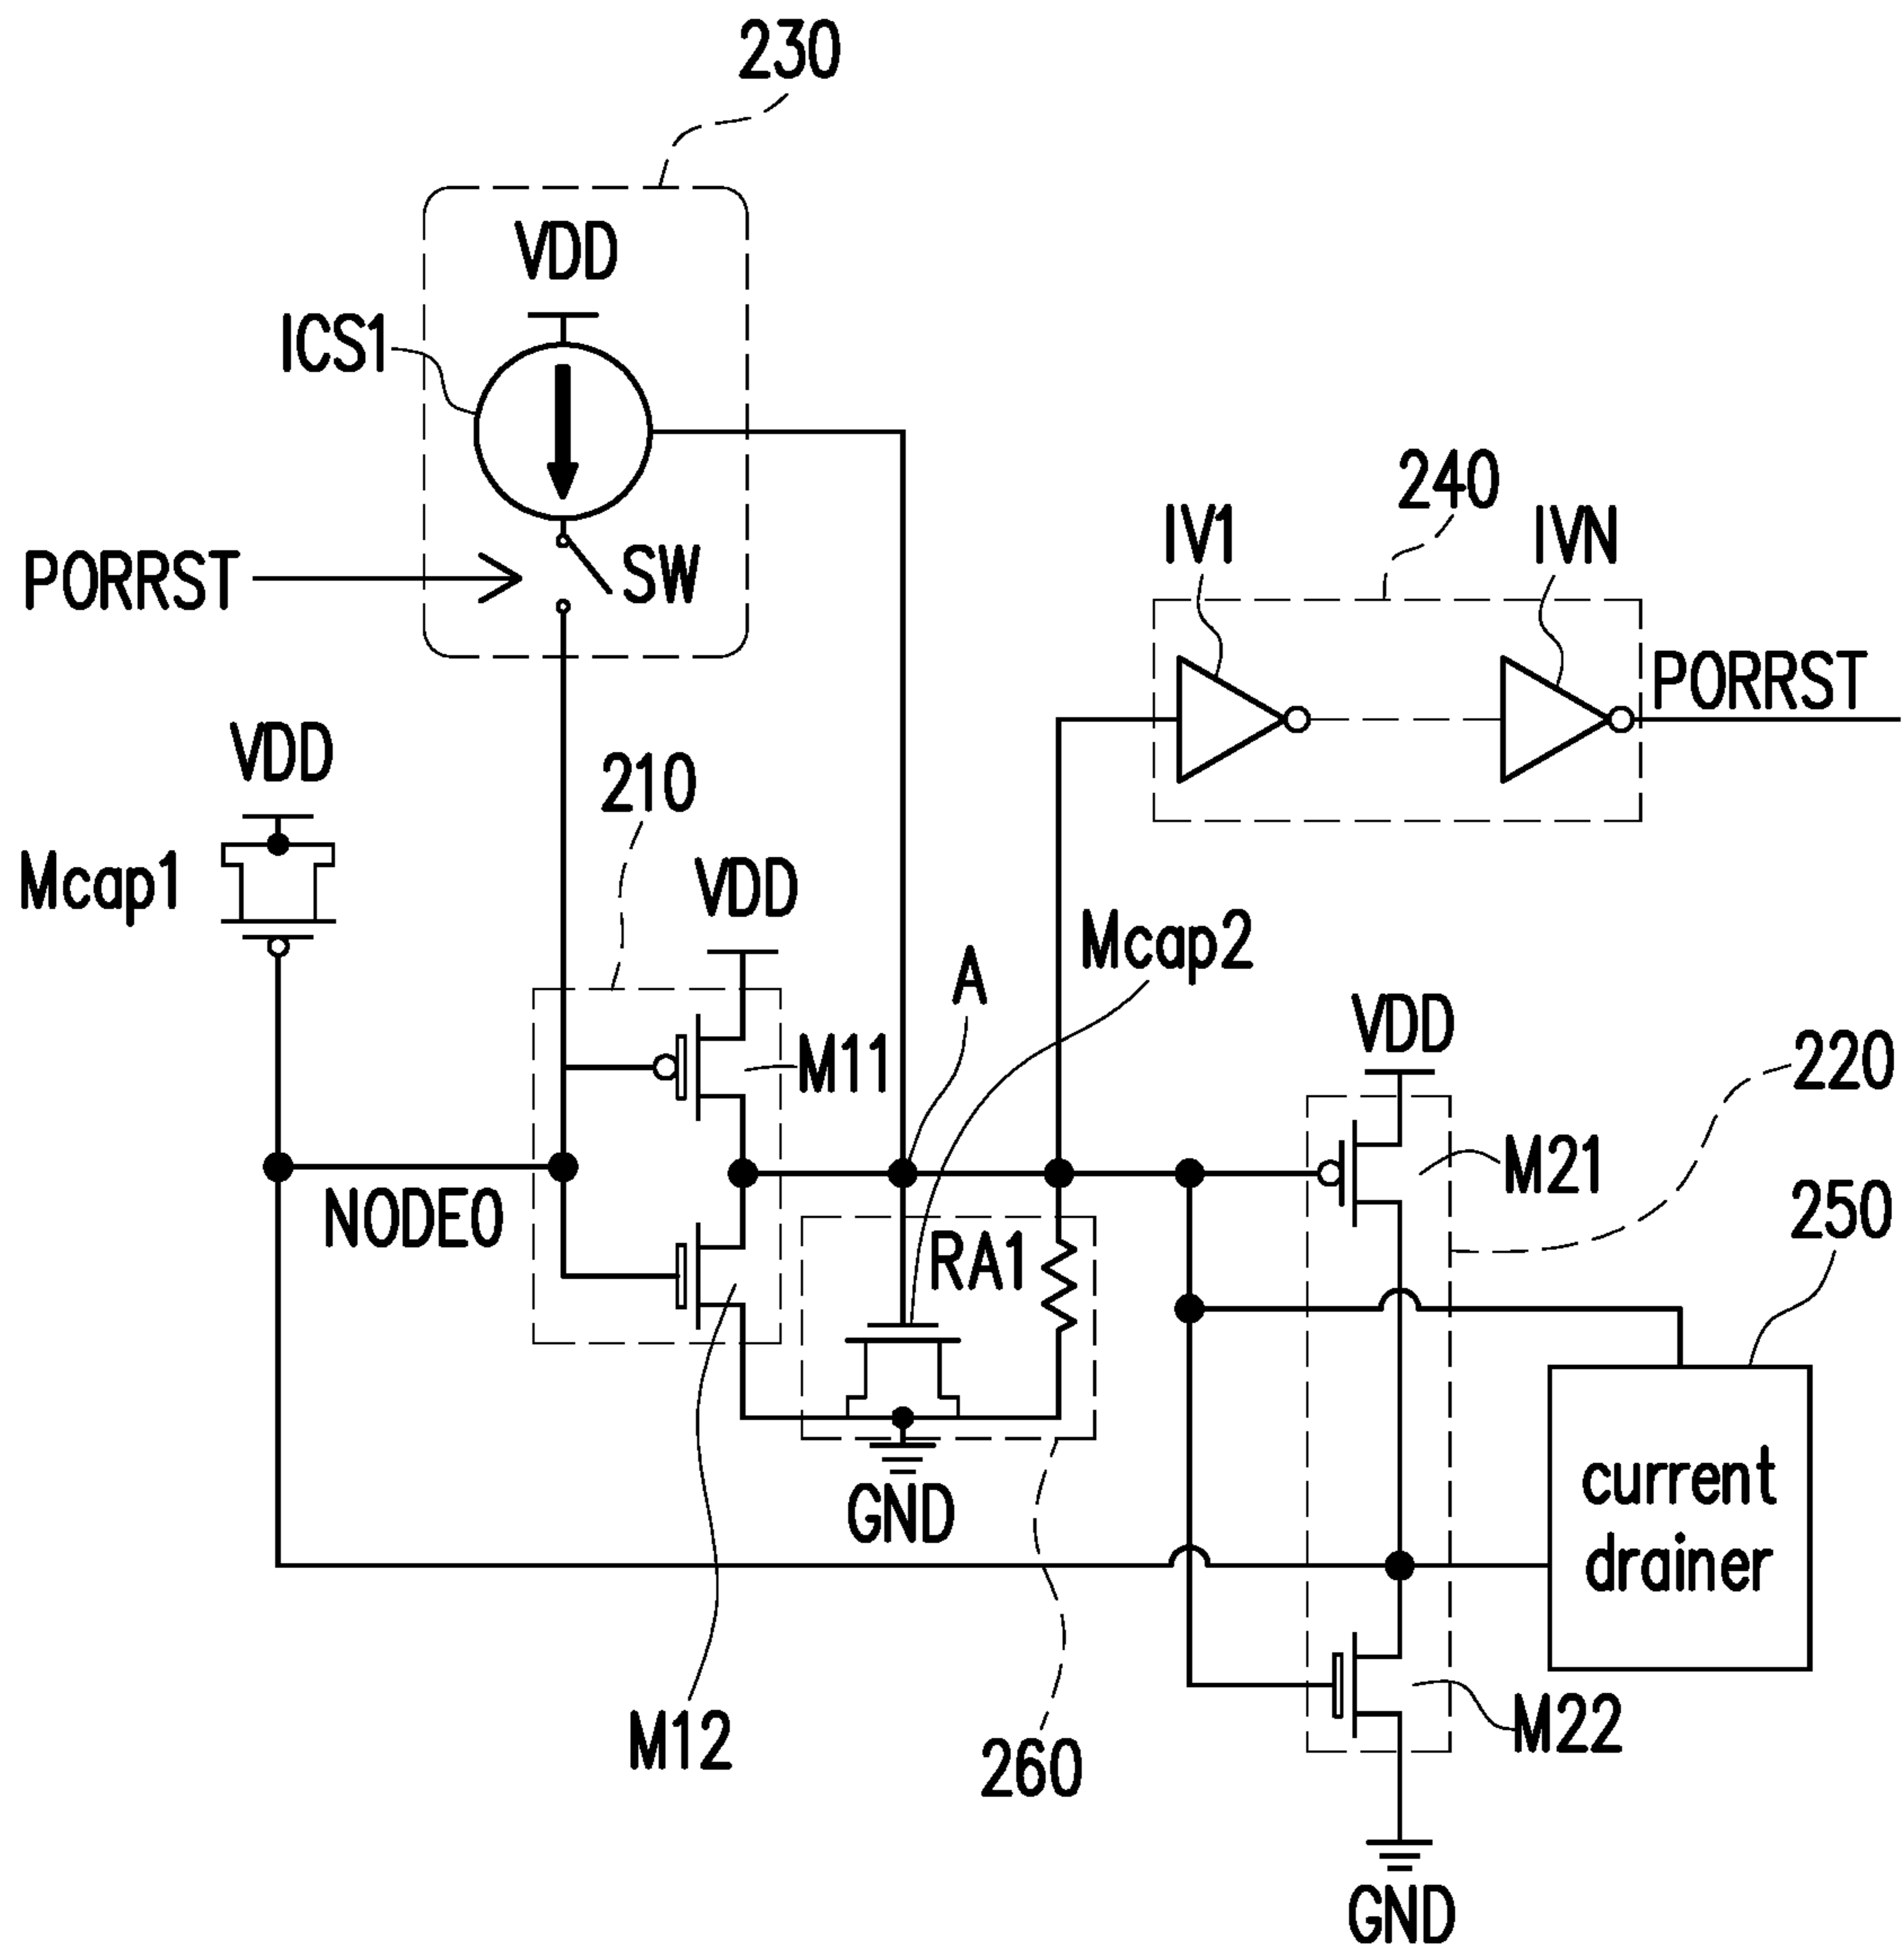 230
VDD
ICS1
240
IV1
IVN
PORRST
SW
PORRST
VDD
210
Mcap1
VDD
Mcap2
A
VDD
M11
220
M21
NODE0
250
RA1
current
drainer
GND
M12
M22
260
GND